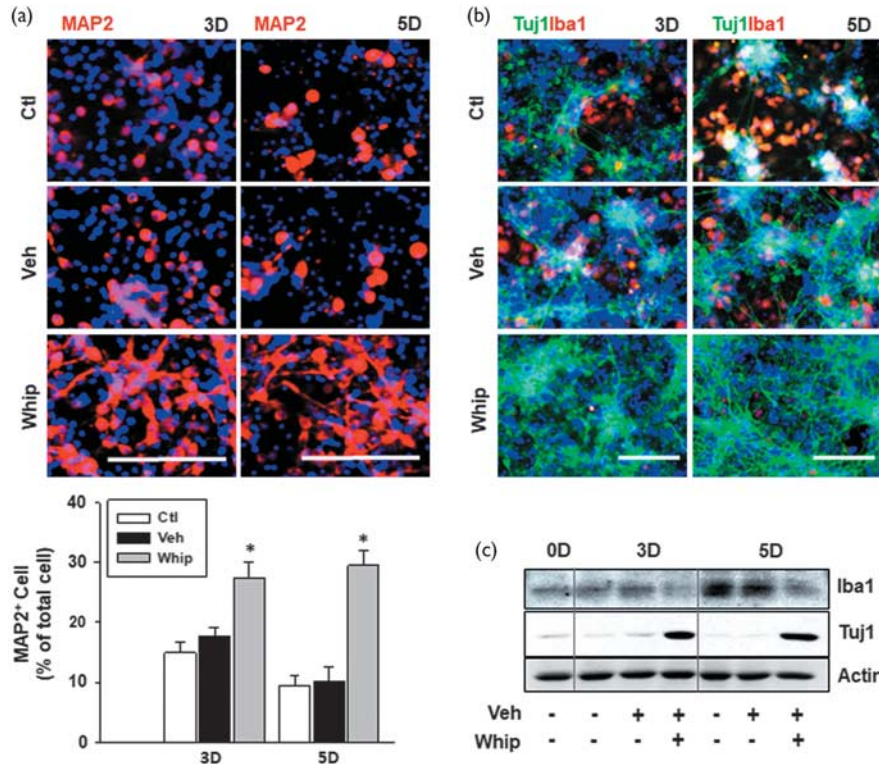 (a)
MAP2 3D MAP2 5D
Ctl
Veh
Whip
40
30
20
10
0
MAP2+ Cell
(% of total cell)
Ctl
Veh
Whip
*
*
3D 5D
(b)
Tuj1Iba1 3D Tuj1Iba1 5D
Ctl
Veh
Whip
(c)
0D 3D 5D
Iba1
Tuj1
Actin
Veh - - + + - + +
Whip - - - + - - +